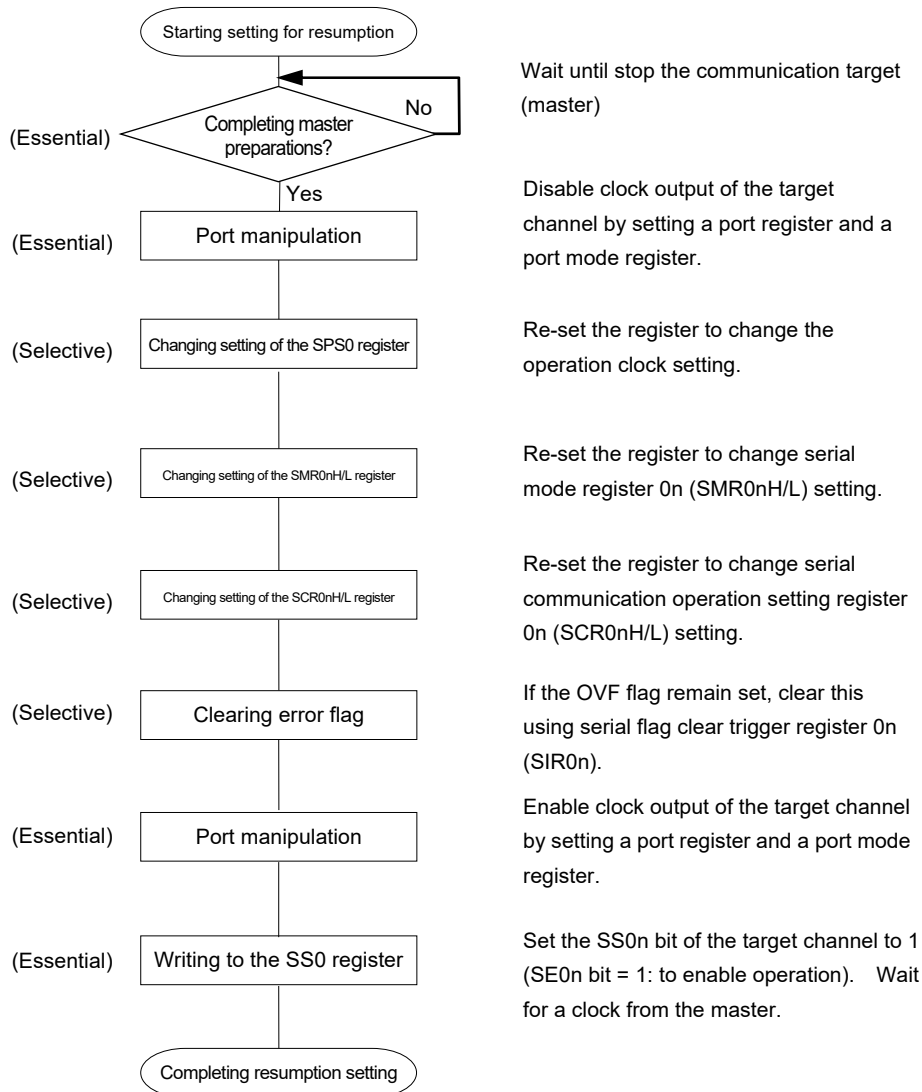 Starting setting for resumption
Wait until stop the communication target
(master)
No
(Essential)
Completing master
preparations?
Yes
Disable clock output of the target
channel by setting a port register and a
port mode register.
(Essential)
Port manipulation
Re-set the register to change the
operation clock setting.
(Selective)
Changing setting of the SPS0 register
Re-set the register to change serial
mode register 0n (SMR0nH/L) setting.
(Selective)
Changing setting of the SMR0nH/L register
Re-set the register to change serial
communication operation setting register
0n (SCR0nH/L) setting.
(Selective)
Changing setting of the SCR0nH/L register
If the OVF flag remain set, clear this
using serial flag clear trigger register 0n
(SIR0n).
(Selective)
Clearing error flag
Enable clock output of the target channel
by setting a port register and a port mode
register.
(Essential)
Port manipulation
Set the SS0n bit of the target channel to 1
(SE0n bit = 1: to enable operation). Wait
for a clock from the master.
(Essential)
Writing to the SS0 register
Completing resumption setting